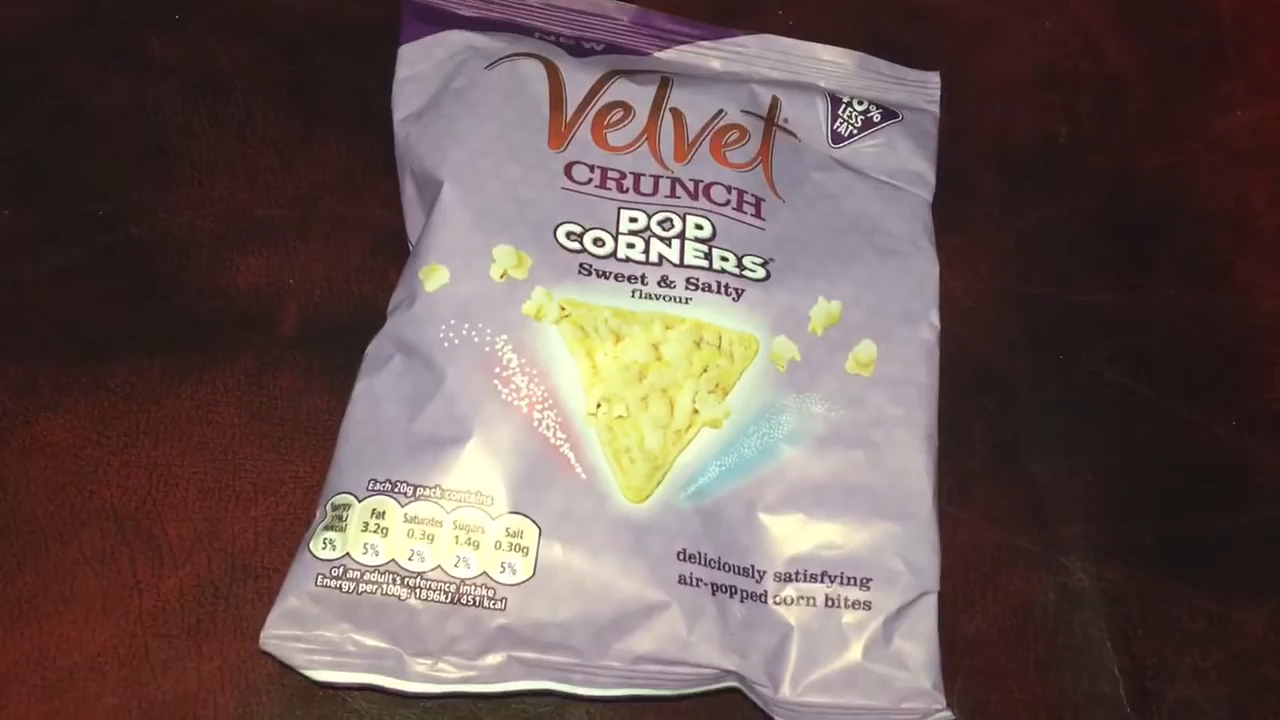 NEW
Velvet
CRUNCH
LESS
FAT*
POP
CORNERS
Sweet & Salty
flavour
Each 20g pack contains
Fat
3.2g
5%
Saturates
0.3g
2%
Sugars
1.4g
2%
Salt
0.30g
5%
5%
of an adult's reference intake
Energy per 100g: 1896kJ / 451 kcal
deliciously satisfying
air-popped corn bites